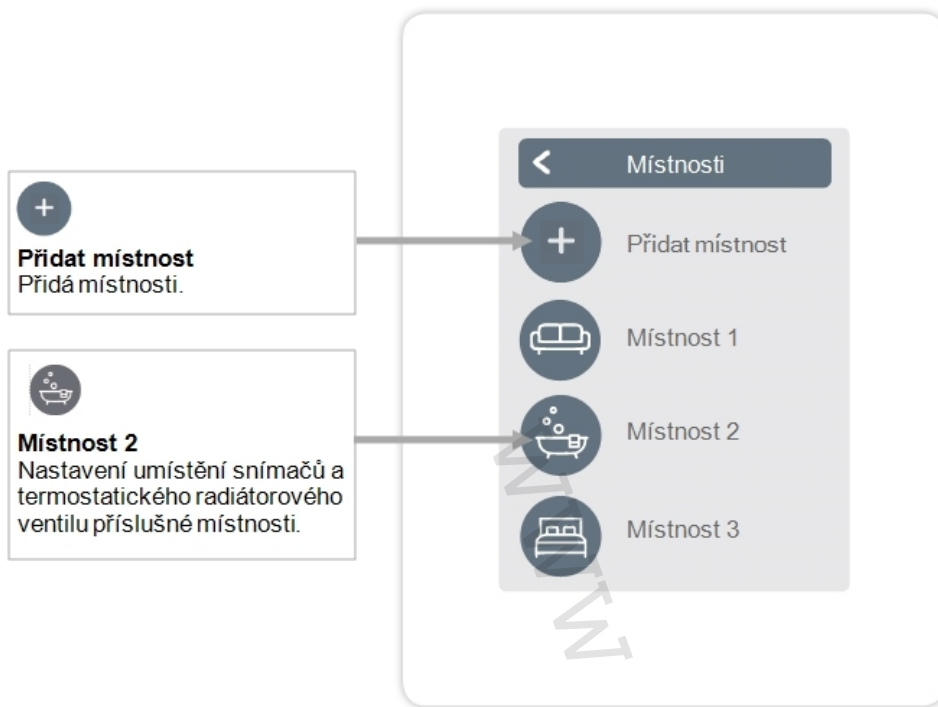 Přidat místnost
Přidá místnosti.
Místnost 2
Nastavení umístění snímačů a
termostatického radiátorového
ventilu příslušné místnosti.
Místnosti
Přidat místnost
Místnost 1
Místnost 2
Místnost 3
www